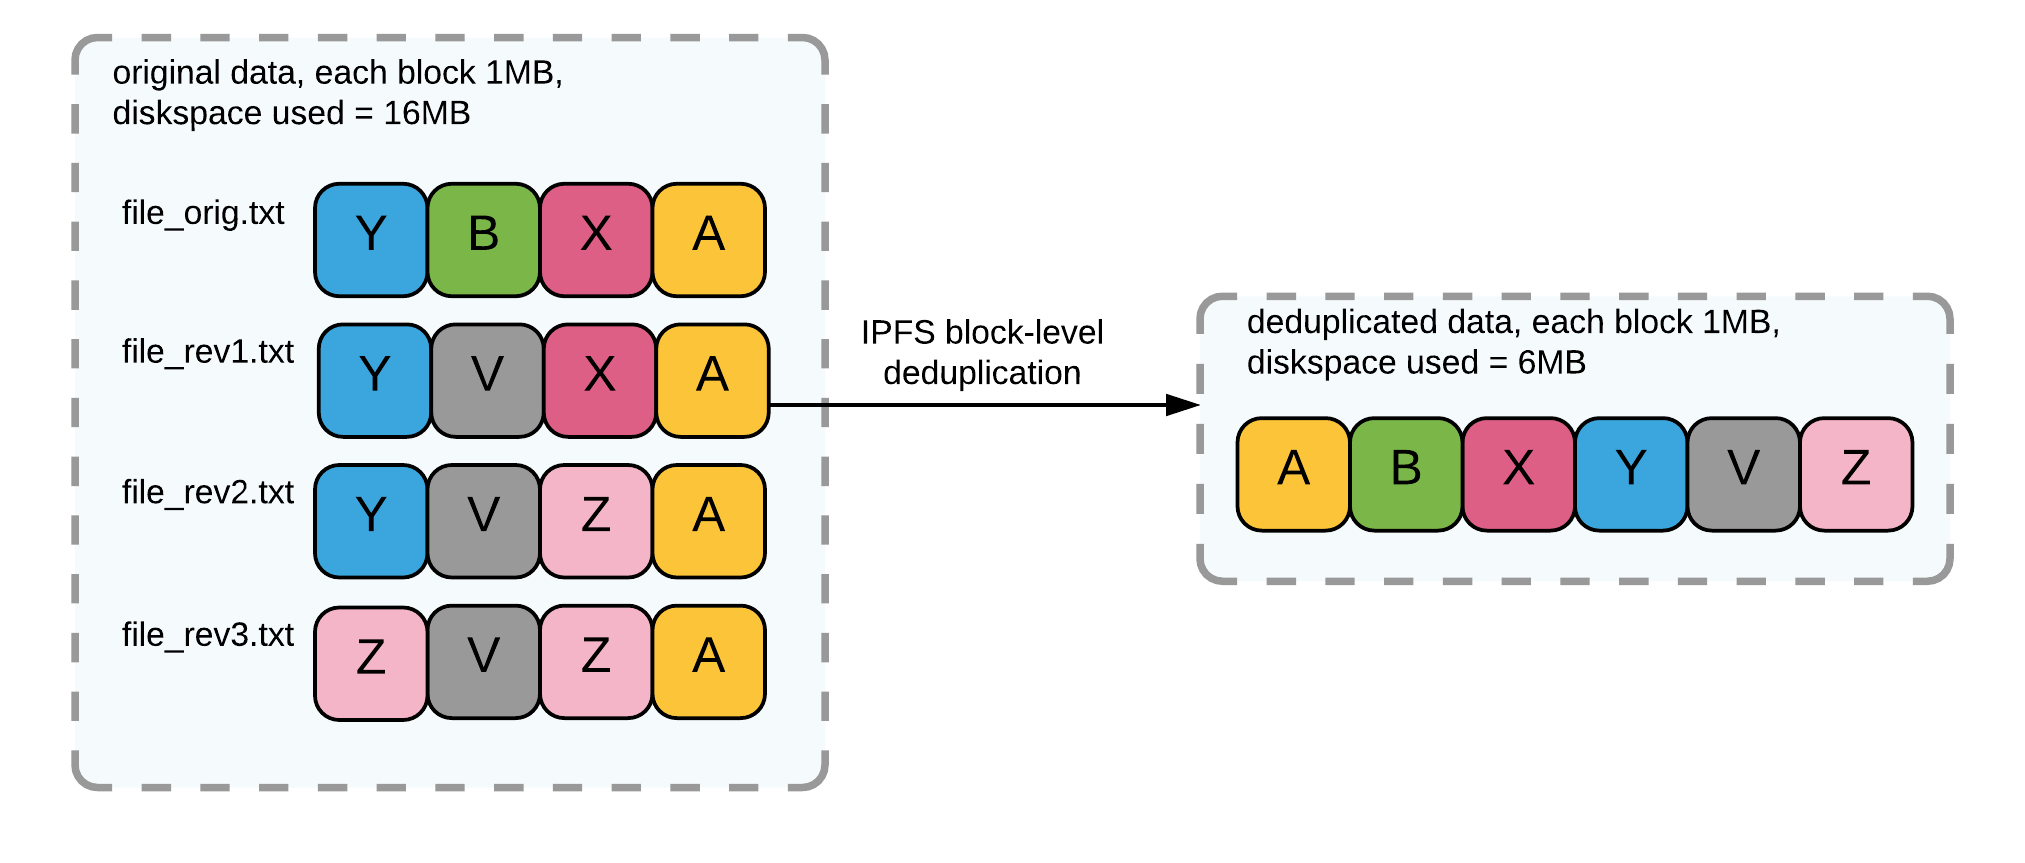 original data, each block 1MB,
diskspace used = 16MB
file_orig.txt Y B X A
file_rev1.txt Y V X A
file_rev2.txt Y V Z A
file_rev3.txt Z V Z A
IPFS block-level
deduplication
deduplicated data, each block 1MB,
diskspace used = 6MB
A B X Y V Z